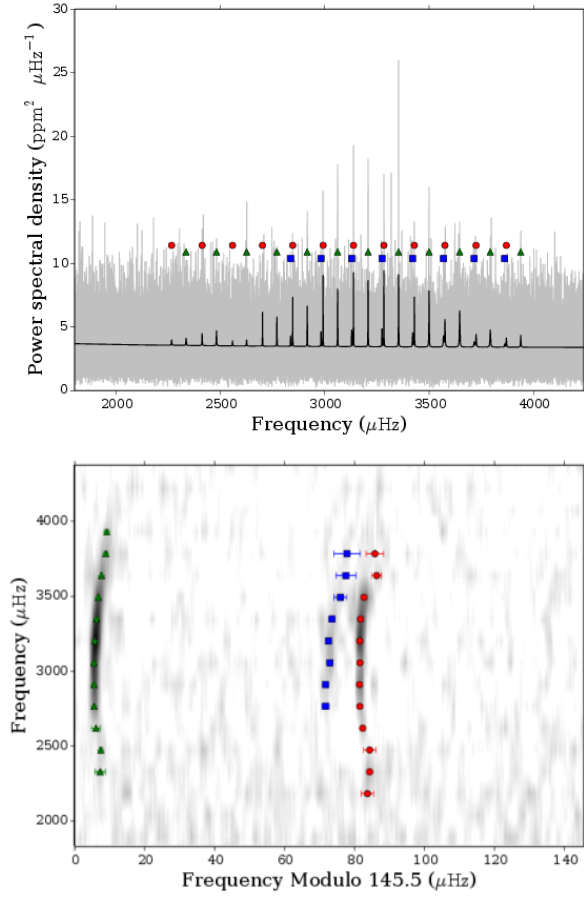 30
25
20
15
10
5
0
Power spectral density (ppm² μHz⁻¹)
2000 2500 3000 3500 4000
Frequency (μHz)
4000
3500
3000
2500
2000
Frequency (μHz)
0 20 40 60 80 100 120 140
Frequency Modulo 145.5 (μHz)